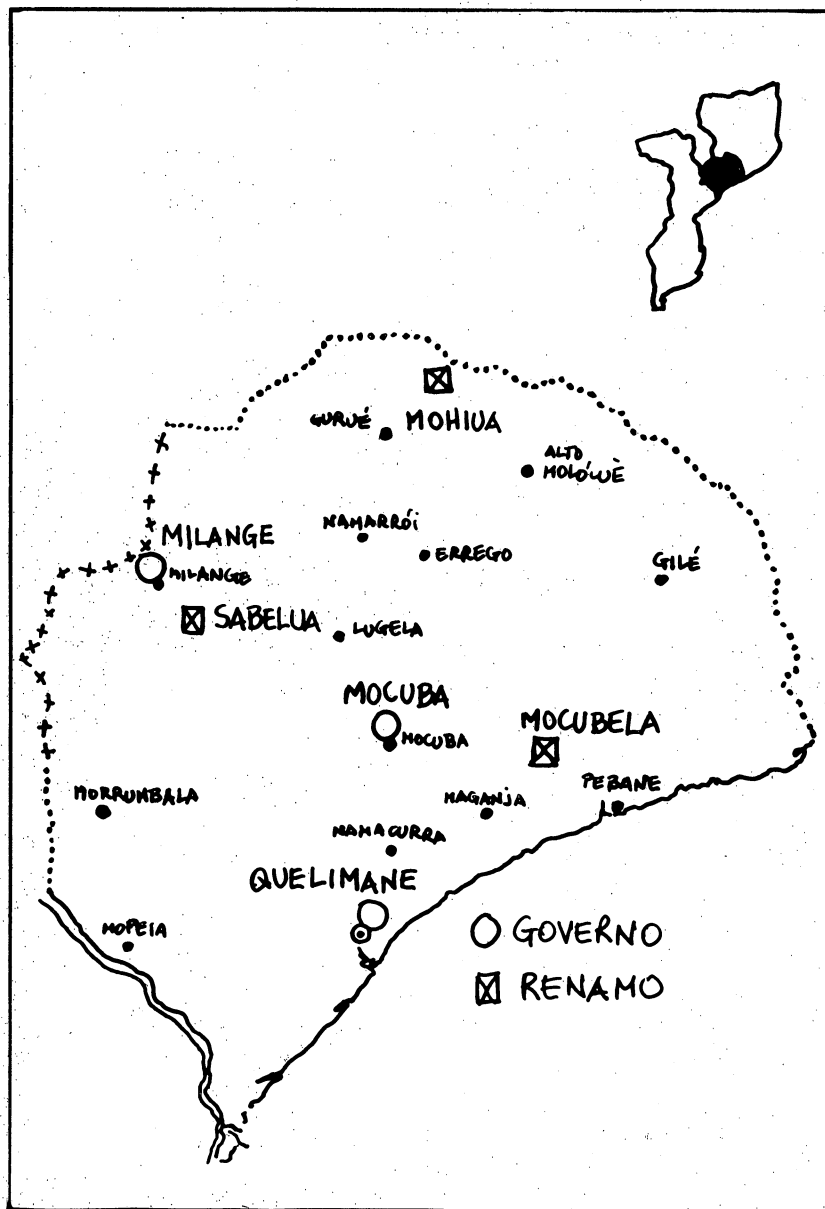 GURUÉ
MOHIUA
ALTO
MOLÓCUÈ
NAMARRÓI
MILANGE
ERREGO
MILANGE
GILÉ
SABELUA
LUGELA
MOCUBA
MOCUBELA
MOCUBA
MORRUMBALA
MAGANJA
PEBANE
NAMACURRA
QUELIMANE
MOPEIA
GOVERNO
RENAMO